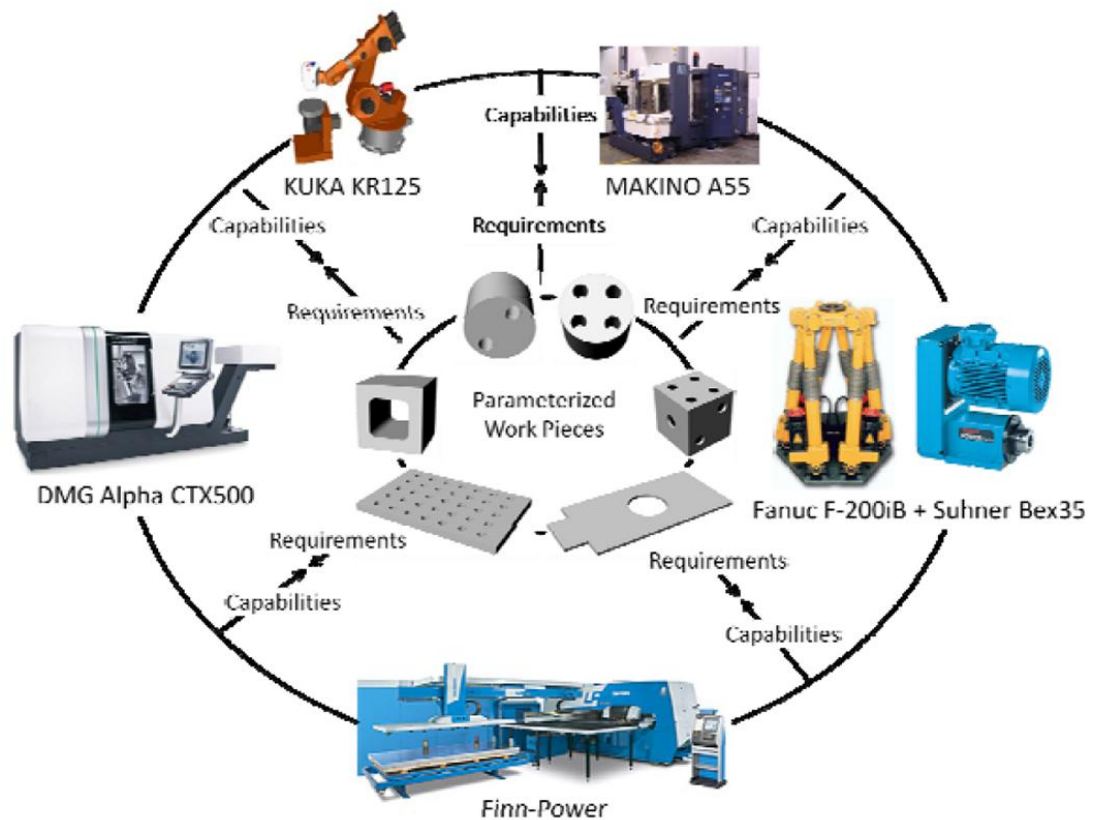 Capabilities
KUKA KR125
MAKINO A55
Capabilities
Requirements
Capabilities
Requirements
Requirements
Parameterized
Work Pieces
DMG Alpha CTX500
Fanuc F-200iB + Suhner Bex35
Requirements
Requirements
Capabilities
Capabilities
Finn-Power